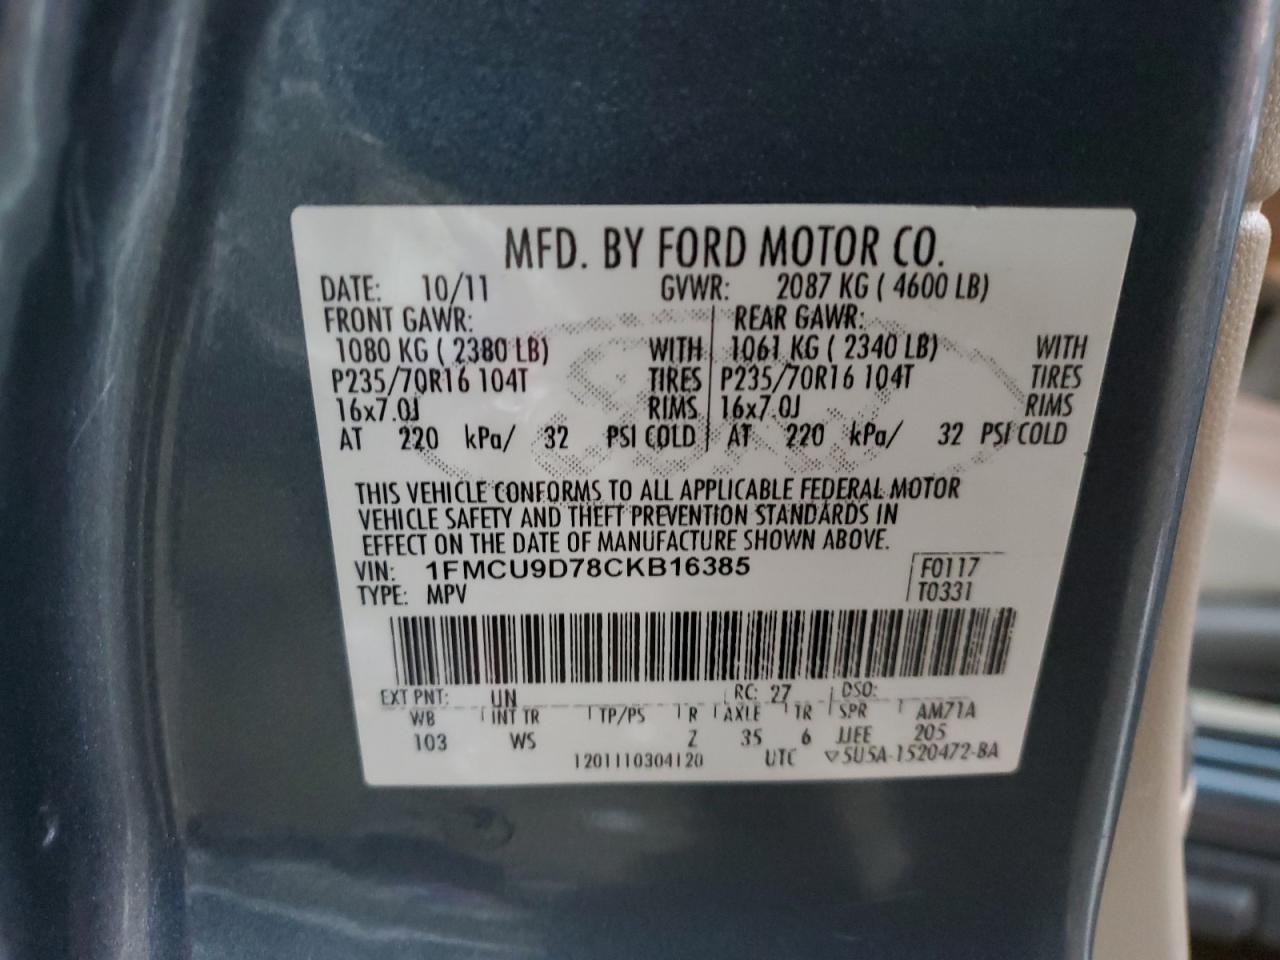 MFD. BY FORD MOTOR CO.
DATE: 10/11 GVWR: 2087 KG ( 4600 LB)
FRONT GAWR: REAR GAWR:
1080 KG ( 2380 LB) WITH 1061 KG ( 2340 LB) WITH
P235/70R16 104T TIRES P235/70R16 104T TIRES
16x7.0J RIMS 16x7.0J RIMS
AT 220 kPa/ 32 PSI COLD AT 220 kPa/ 32 PSI COLD
THIS VEHICLE CONFORMS TO ALL APPLICABLE FEDERAL MOTOR
VEHICLE SAFETY AND THEFT PREVENTION STANDARDS IN
EFFECT ON THE DATE OF MANUFACTURE SHOWN ABOVE.
VIN: 1FMCU9D78CKB16385 F0117
TYPE: MPV T0331
EXT PNT: UN RC: 27 DSO:
WB INT TR TP/PS R AXLE TR SPR AM71A
103 WS Z 35 6 JJEE 205
1201110304120 UTC ▽5U5A-1520472-BA